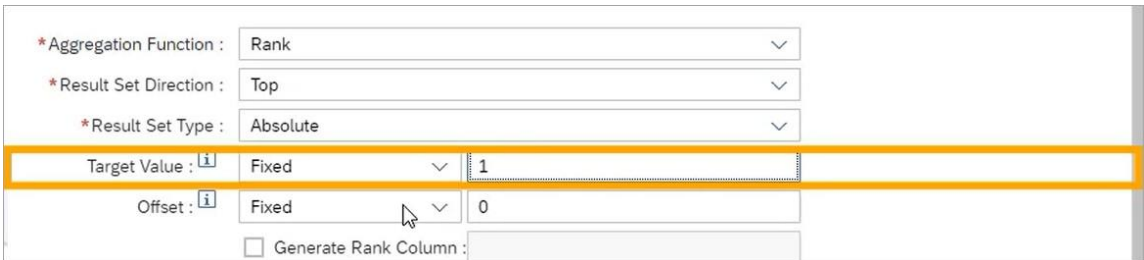 *Aggregation Function : Rank
*Result Set Direction : Top
*Result Set Type : Absolute
Target Value : i Fixed 1
Offset : i Fixed 0
Generate Rank Column :